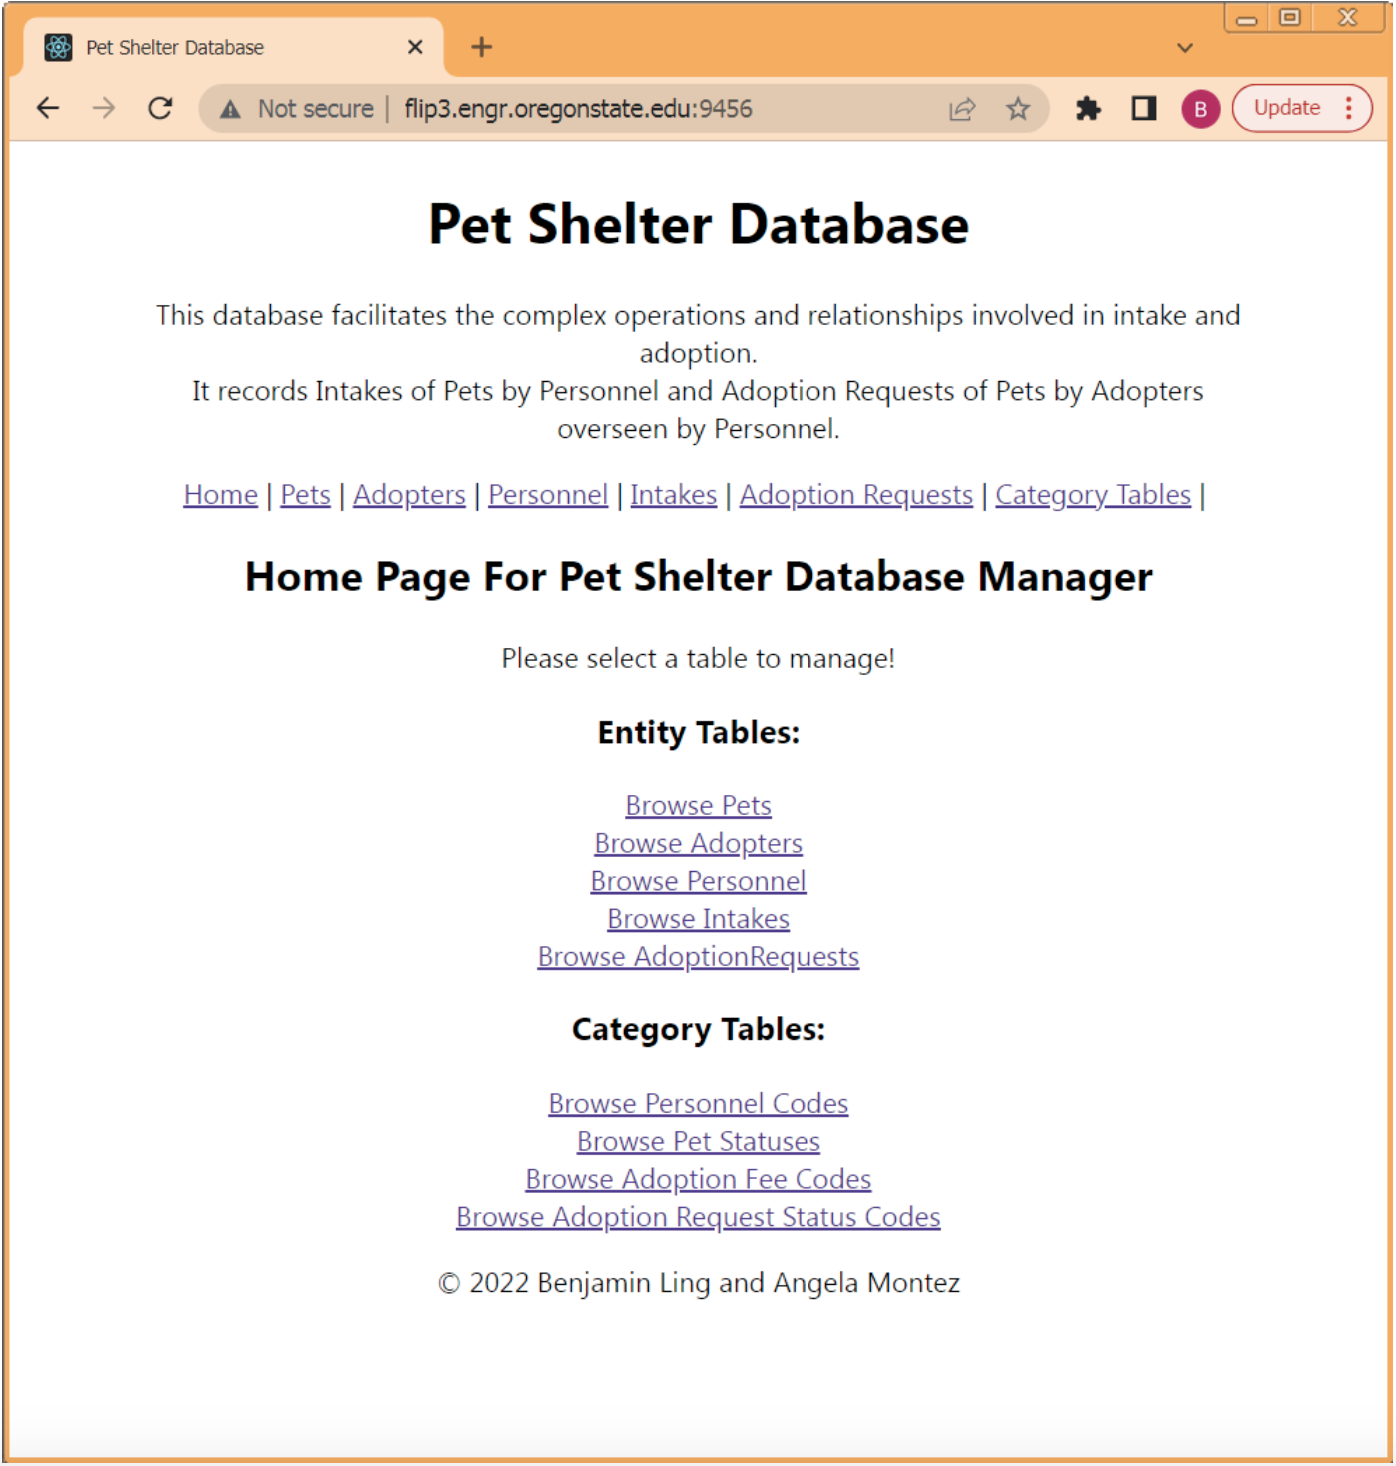 Pet Shelter Database
Not secure | flip3.engr.oregonstate.edu:9456
B
Update
Pet Shelter Database
This database facilitates the complex operations and relationships involved in intake and
adoption.
It records Intakes of Pets by Personnel and Adoption Requests of Pets by Adopters
overseen by Personnel.
Home | Pets | Adopters | Personnel | Intakes | Adoption Requests | Category Tables |
Home Page For Pet Shelter Database Manager
Please select a table to manage!
Entity Tables:
Browse Pets
Browse Adopters
Browse Personnel
Browse Intakes
Browse AdoptionRequests
Category Tables:
Browse Personnel Codes
Browse Pet Statuses
Browse Adoption Fee Codes
Browse Adoption Request Status Codes
© 2022 Benjamin Ling and Angela Montez